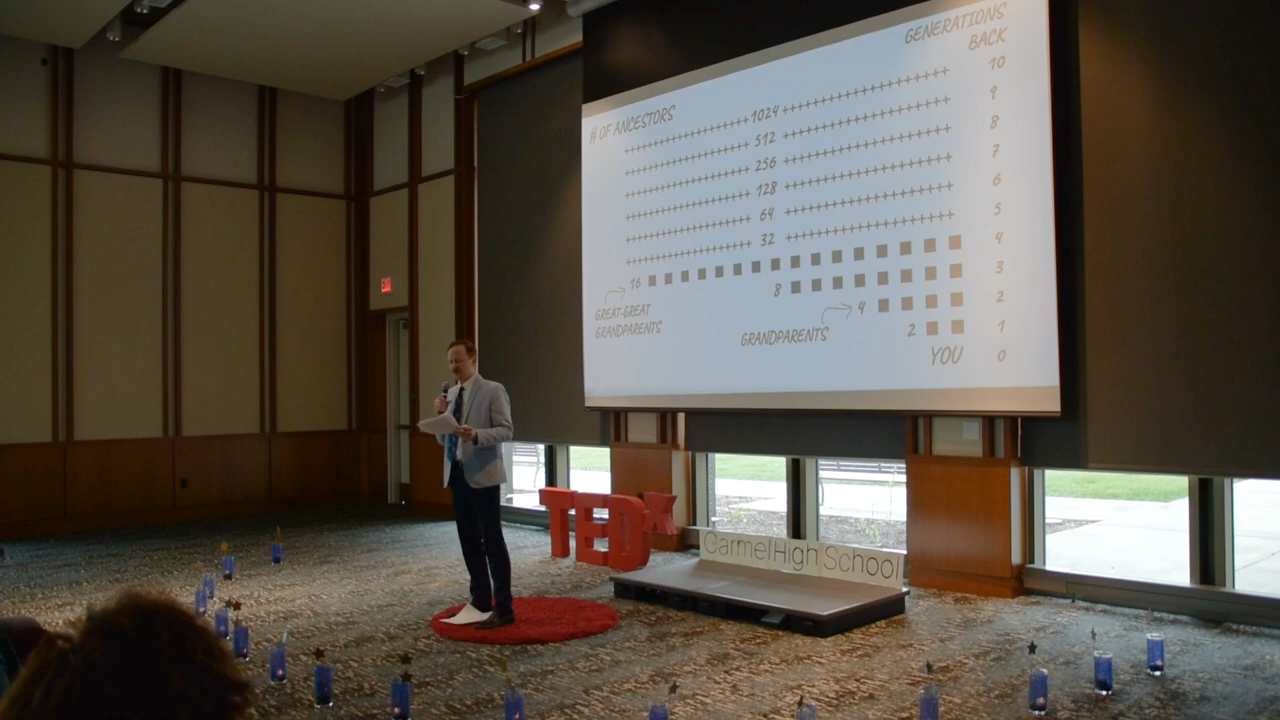 GENERATIONS
BACK
# OF ANCESTORS
1024 10
512 9
256 8
128 7
64 6
32 5
16 4
8 3
GREAT-GREAT
GRANDPARENTS
4 2
GRANDPARENTS
2 1
YOU 0
TEDx
Carmel High School